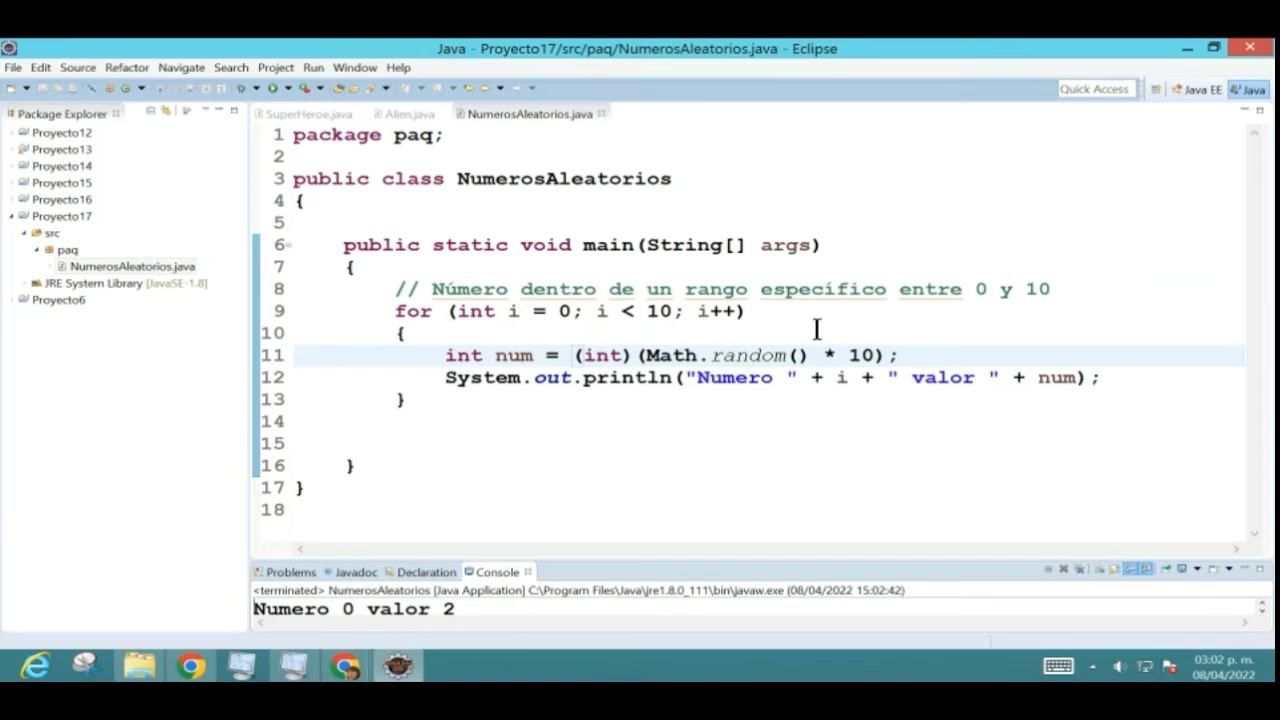 Java - Proyecto17/src/paq/NumerosAleatorios.java - Eclipse
File Edit Source Refactor Navigate Search Project Run Window Help
Quick Access Java EE Java
Package Explorer
Proyecto12
Proyecto13
Proyecto14
Proyecto15
Proyecto16
Proyecto17
src
paq
NumerosAleatorios.java
JRE System Library [JavaSE-1.8]
Proyecto6
SuperHeroe.java Alien.java NumerosAleatorios.java
1 package paq;
2
3 public class NumerosAleatorios
4 {
5
6 public static void main(String[] args)
7 {
8 // Número dentro de un rango específico entre 0 y 10
9 for (int i = 0; i < 10; i++)
10 {
11 int num = (int)(Math.random() * 10);
12 System.out.println("Numero " + i + " valor " + num);
13 }
14
15
16 }
17 }
18
Problems Javadoc Declaration Console
<terminated> NumerosAleatorios [Java Application] C:\Program Files\Java\jre1.8.0_111\bin\javaw.exe (08/04/2022 15:02:42)
Numero 0 valor 2
03:02 p. m.
08/04/2022